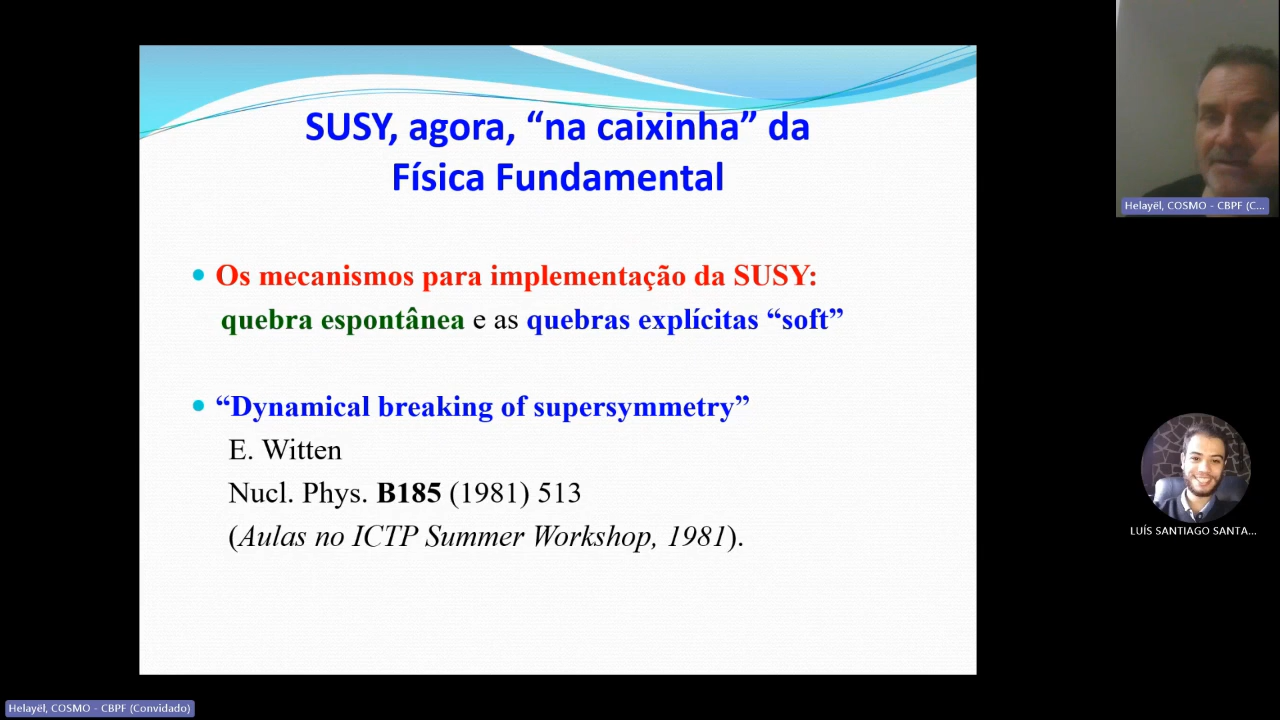 SUSY, agora, “na caixinha” da
Física Fundamental
Os mecanismos para implementação da SUSY:
quebra espontânea e as quebras explícitas “soft”
“Dynamical breaking of supersymmetry”
E. Witten
Nucl. Phys. B185 (1981) 513
(Aulas no ICTP Summer Workshop, 1981).
Helayël, COSMO - CBPF (C...
LUÍS SANTIAGO SANTA...
Helayël, COSMO - CBPF (Convidado)